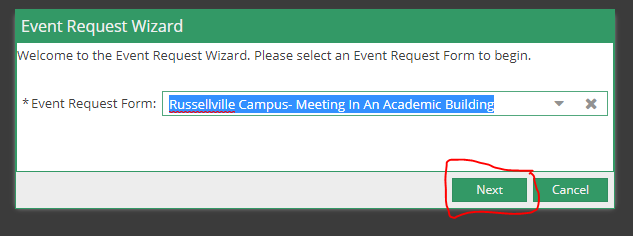 Event Request Wizard
Welcome to the Event Request Wizard. Please select an Event Request Form to begin.
* Event Request Form: Russellville Campus- Meeting In An Academic Building
Next Cancel